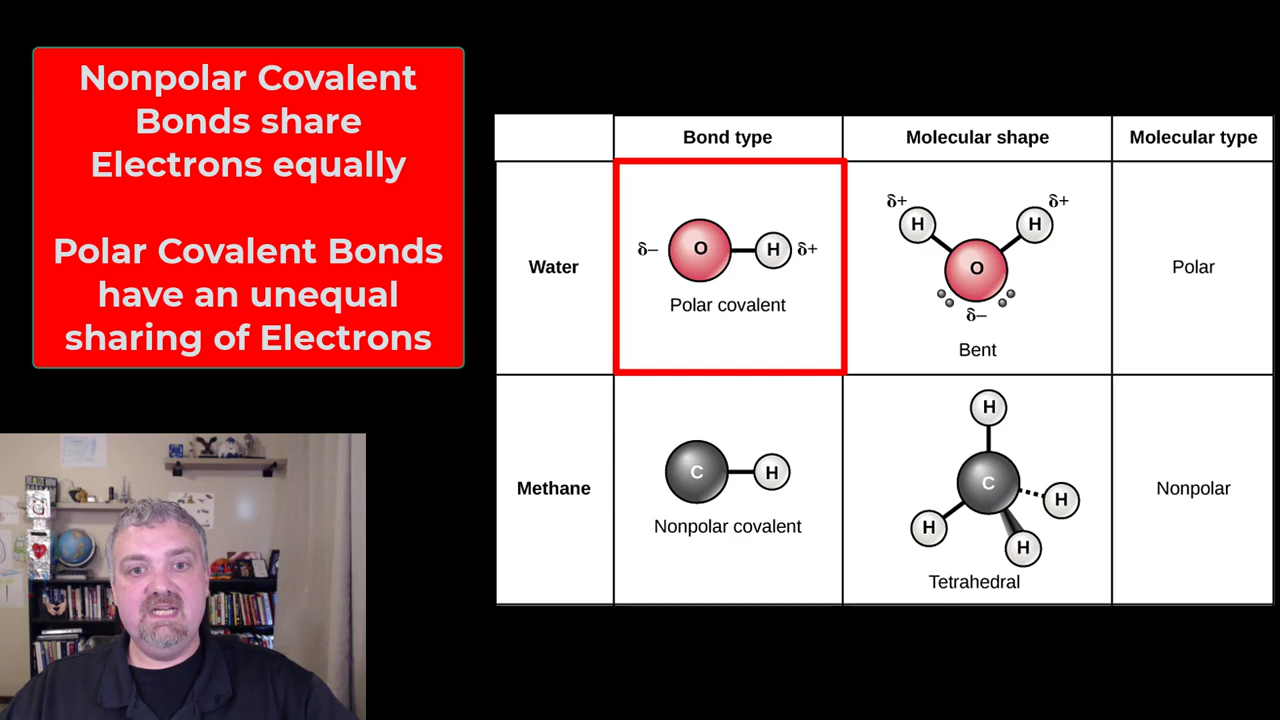 Nonpolar Covalent
Bonds share
Electrons equally
Polar Covalent Bonds
have an unequal
sharing of Electrons
Bond type
Molecular shape
Molecular type
Water
δ– O H δ+
Polar covalent
δ+ δ+
H H
O
δ–
Bent
Polar
Methane
C H
Nonpolar covalent
H
C
H
H
H
Tetrahedral
Nonpolar